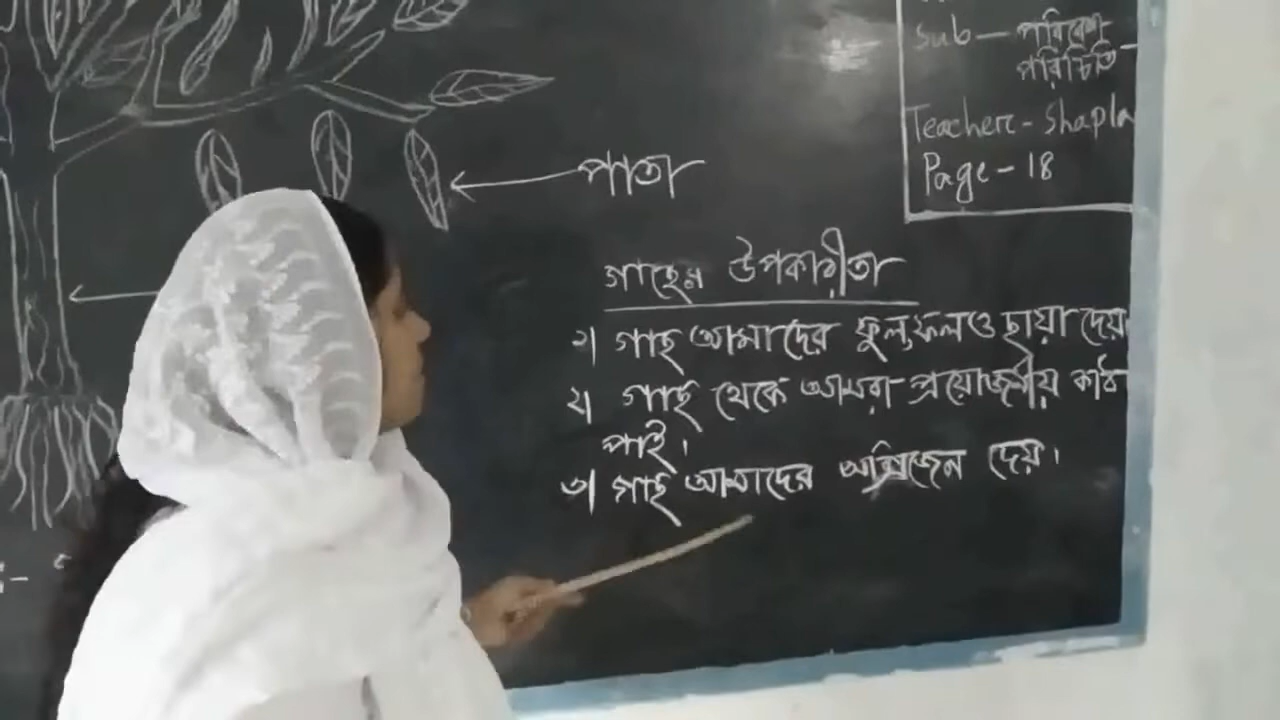 Sub — পরিবেশ
পরিচিতি —
Teacher - Shapla
Page - 18
পাতা
গাছের উপকারীতা
১। গাছ আমাদের ফুল, ফল ও ছায়া দেয়
২। গাছ থেকে আমরা প্রয়োজনীয় কাঠ
পাই।
৩। গাছ আমাদের অক্সিজেন দেয়।